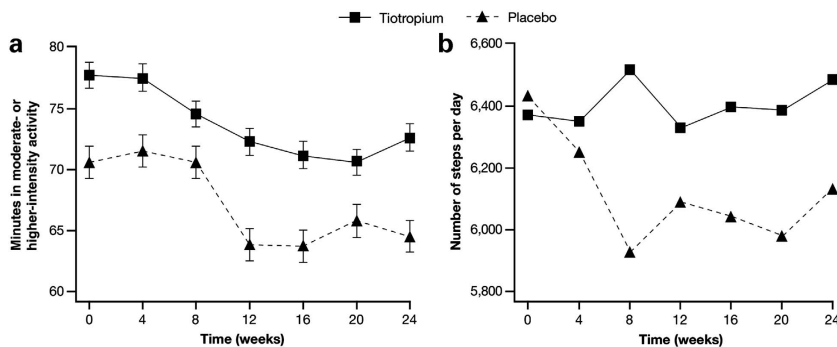 Tiotropium Placebo
a
80
75
70
65
60
Minutes in moderate- or
higher-intensity activity
0 4 8 12 16 20 24
Time (weeks)
b
6,600
6,400
6,200
6,000
5,800
Number of steps per day
0 4 8 12 16 20 24
Time (weeks)